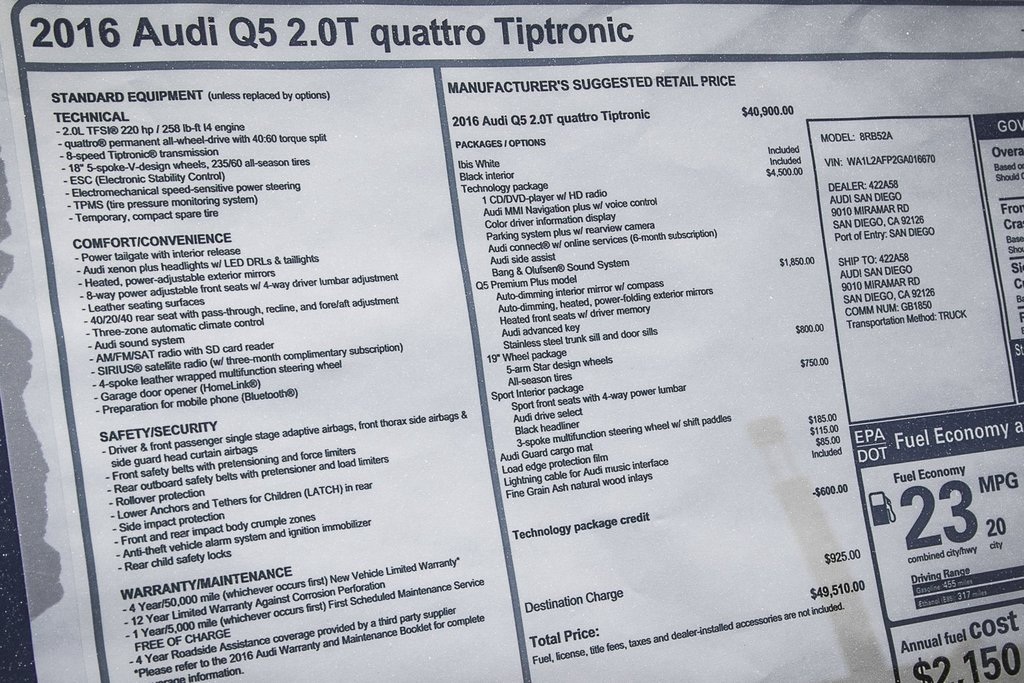 2016 Audi Q5 2.0T quattro Tiptronic
STANDARD EQUIPMENT (unless replaced by options)
TECHNICAL
- 2.0L TFSI® 220 hp / 258 lb-ft I4 engine
- quattro® permanent all-wheel-drive with 40:60 torque split
- 8-speed Tiptronic® transmission
- 18" 5-spoke-V-design wheels, 235/60 all-season tires
- ESC (Electronic Stability Control)
- Electromechanical speed-sensitive power steering
- TPMS (tire pressure monitoring system)
- Temporary, compact spare tire
COMFORT/CONVENIENCE
- Power tailgate with interior release
- Audi xenon plus headlights w/ LED DRLs & taillights
- Heated, power-adjustable exterior mirrors
- 8-way power adjustable front seats w/ 4-way driver lumbar adjustment
- Leather seating surfaces
- 40/20/40 rear seat with pass-through, recline, and fore/aft adjustment
- Three-zone automatic climate control
- Audi sound system
- AM/FM/SAT radio with SD card reader
- SIRIUS® satellite radio (w/ three-month complimentary subscription)
- 4-spoke leather wrapped multifunction steering wheel
- Garage door opener (HomeLink®)
- Preparation for mobile phone (Bluetooth®)
SAFETY/SECURITY
- Driver & front passenger single stage adaptive airbags, front thorax side airbags &
side guard head curtain airbags
- Front safety belts with pretensioning and force limiters
- Rear outboard safety belts with pretensioner and load limiters
- Rollover protection
- Lower Anchors and Tethers for Children (LATCH) in rear
- Side impact protection
- Front and rear impact body crumple zones
- Anti-theft vehicle alarm system and ignition immobilizer
- Rear child safety locks
WARRANTY/MAINTENANCE
- 4 Year/50,000 mile (whichever occurs first) New Vehicle Limited Warranty*
- 12 Year Limited Warranty Against Corrosion Perforation
- 1 Year/5,000 mile (whichever occurs first) First Scheduled Maintenance Service
FREE OF CHARGE
- 4 Year Roadside Assistance coverage provided by a third party supplier
*Please refer to the 2016 Audi Warranty and Maintenance Booklet for complete
information.
MANUFACTURER'S SUGGESTED RETAIL PRICE
2016 Audi Q5 2.0T quattro Tiptronic $40,900.00
PACKAGES / OPTIONS
Ibis White Included
Black interior Included
Technology package $4,500.00
1 CD/DVD-player w/ HD radio
Audi MMI Navigation plus w/ voice control
Color driver information display
Parking system plus w/ rearview camera
Audi connect® w/ online services (6-month subscription)
Audi side assist
Bang & Olufsen® Sound System
Q5 Premium Plus model $1,850.00
Auto-dimming interior mirror w/ compass
Auto-dimming, heated, power-folding exterior mirrors
Heated front seats w/ driver memory
Audi advanced key
Stainless steel trunk sill and door sills
19" Wheel package $800.00
5-arm Star design wheels
All-season tires
Sport Interior package $750.00
Sport front seats with 4-way power lumbar
Audi drive select
Black headliner
3-spoke multifunction steering wheel w/ shift paddles
Audi Guard cargo mat $185.00
Load edge protection film $115.00
Lightning cable for Audi music interface $85.00
Fine Grain Ash natural wood inlays Included
Technology package credit -$600.00
Destination Charge $925.00
Total Price: $49,510.00
Fuel, license, title fees, taxes and dealer-installed accessories are not included.
MODEL: 8RB52A
VIN: WA1L2AFP2GA016670
DEALER: 422A58
AUDI SAN DIEGO
9010 MIRAMAR RD
SAN DIEGO, CA 92126
Port of Entry: SAN DIEGO
SHIP TO: 422A58
AUDI SAN DIEGO
9010 MIRAMAR RD
SAN DIEGO, CA 92126
COMM NUM: GB1850
Transportation Method: TRUCK
GOV
Overa
Based on
Should C
Fron
Cra
Base
Shou
Si
C
B
F
St
EPA
DOT
Fuel Economy a
Fuel Economy
23 MPG
20
combined city/hwy city
Driving Range
Gasoline: 455 miles
Ethanol (E85): 317 miles
Annual fuel COST
$2,150